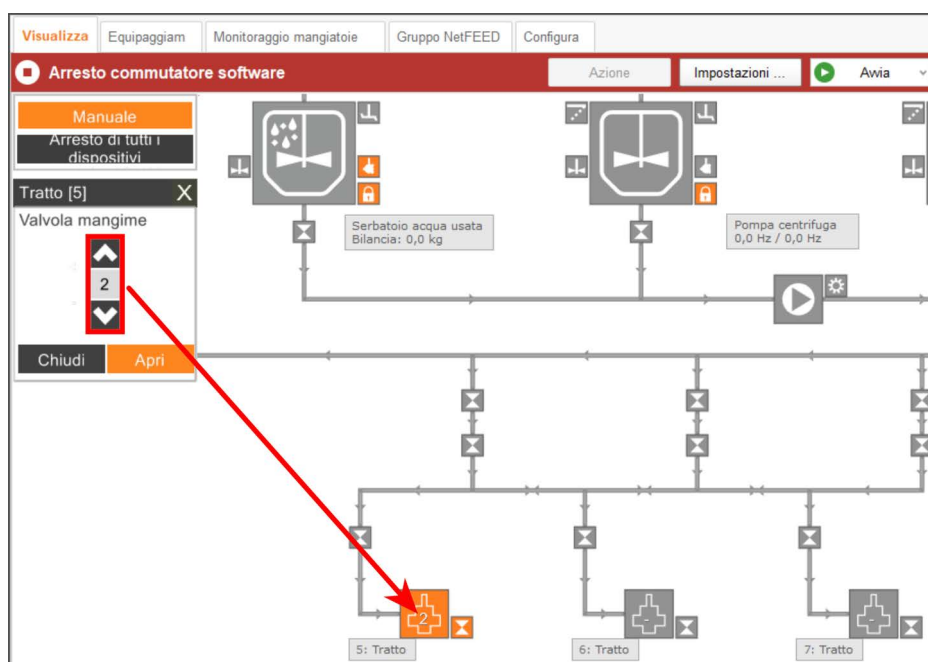 Visualizza
Equipaggiam
Monitoraggio mangiatoie
Gruppo NetFEED
Configura
Arresto commutatore software
Azione
Impostazioni ...
Avvia
Manuale
Arresto di tutti i
dispositivi
Tratto [5]
X
Valvola mangime
2
Chiudi
Apri
Serbatoio acqua usata
Bilancia: 0,0 kg
Pompa centrifuga
0,0 Hz / 0,0 Hz
2
-
-
5: Tratto
6: Tratto
7: Tratto